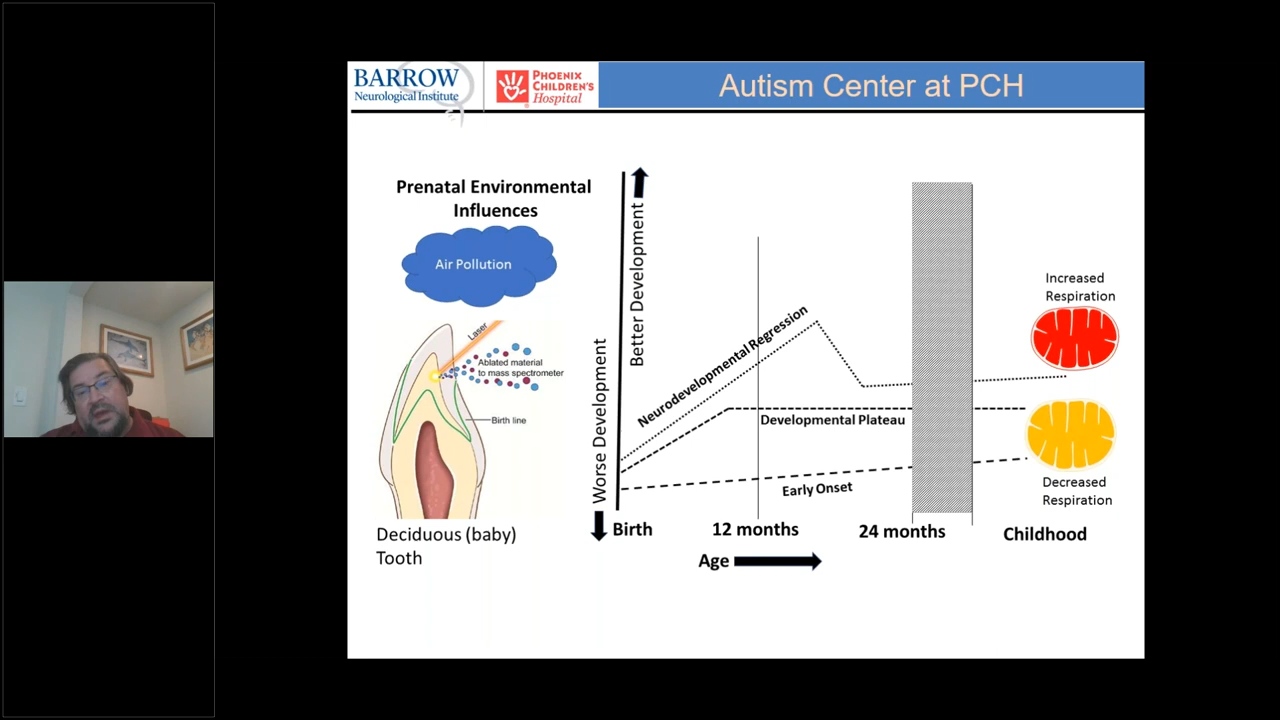 BARROW
Neurological Institute
PHOENIX
CHILDREN'S
Hospital
Autism Center at PCH
Prenatal Environmental
Influences
Air Pollution
Laser
Ablated material
to mass spectrometer
Birth line
Deciduous (baby)
Tooth
Better Development
Worse Development
Neurodevelopmental Regression
Developmental Plateau
Early Onset
Increased
Respiration
Decreased
Respiration
Birth
12 months
24 months
Childhood
Age